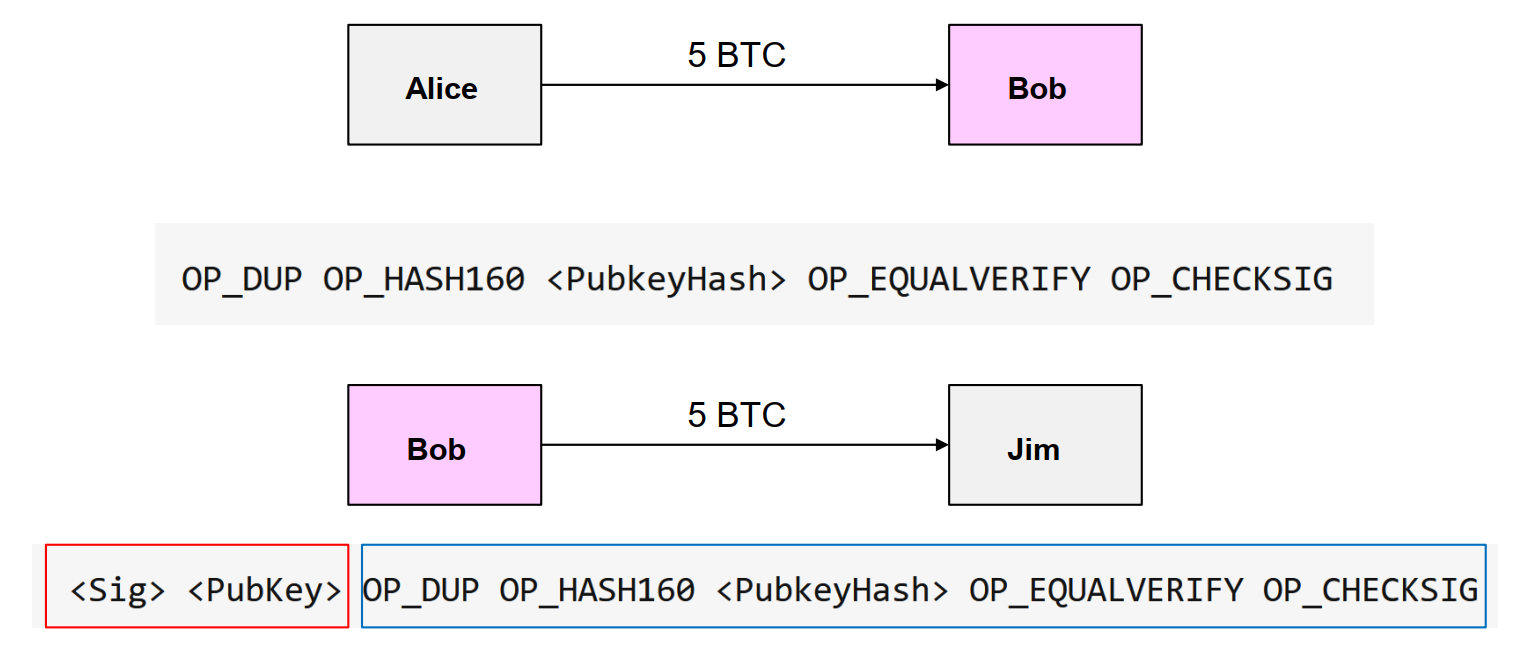 5 BTC
Alice
Bob
OP_DUP OP_HASH160 <PubkeyHash> OP_EQUALVERIFY OP_CHECKSIG
5 BTC
Bob
Jim
<Sig> <PubKey> OP_DUP OP_HASH160 <PubkeyHash> OP_EQUALVERIFY OP_CHECKSIG